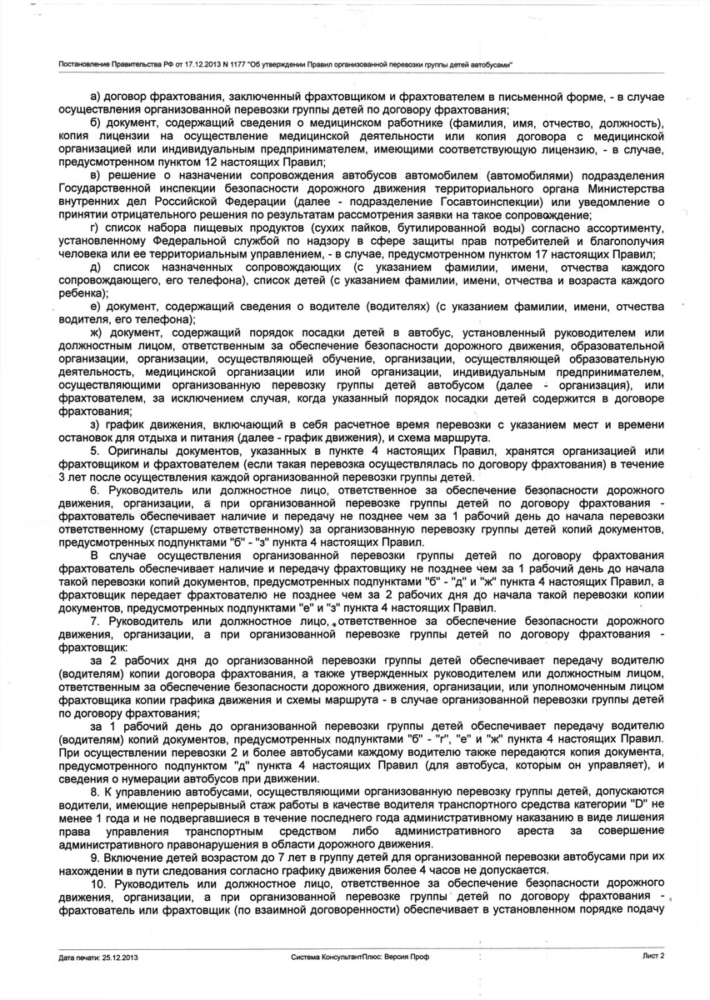 Постановление Правительства РФ от 17.12.2013 N 1177 "Об утверждении Правил организованной перевозки группы детей автобусами"
а) договор фрахтования, заключенный фрахтовщиком и фрахтователем в письменной форме, - в случае
осуществления организованной перевозки группы детей по договору фрахтования;
б) документ, содержащий сведения о медицинском работнике (фамилия, имя, отчество, должность),
копия лицензии на осуществление медицинской деятельности или копия договора с медицинской
организацией или индивидуальным предпринимателем, имеющими соответствующую лицензию, - в случае,
предусмотренном пунктом 12 настоящих Правил;
в) решение о назначении сопровождения автобусов автомобилем (автомобилями) подразделения
Государственной инспекции безопасности дорожного движения территориального органа Министерства
внутренних дел Российской Федерации (далее - подразделение Госавтоинспекции) или уведомление о
принятии отрицательного решения по результатам рассмотрения заявки на такое сопровождение;
г) список набора пищевых продуктов (сухих пайков, бутилированной воды) согласно ассортименту,
установленному Федеральной службой по надзору в сфере защиты прав потребителей и благополучия
человека или ее территориальным управлением, - в случае, предусмотренном пунктом 17 настоящих Правил;
д) список назначенных сопровождающих (с указанием фамилии, имени, отчества каждого
сопровождающего, его телефона), список детей (с указанием фамилии, имени, отчества и возраста каждого
ребенка);
е) документ, содержащий сведения о водителе (водителях) (с указанием фамилии, имени, отчества
водителя, его телефона);
ж) документ, содержащий порядок посадки детей в автобус, установленный руководителем или
должностным лицом, ответственным за обеспечение безопасности дорожного движения, образовательной
организации, организации, осуществляющей обучение, организации, осуществляющей образовательную
деятельность, медицинской организации или иной организации, индивидуальным предпринимателем,
осуществляющими организованную перевозку группы детей автобусом (далее - организация), или
фрахтователем, за исключением случая, когда указанный порядок посадки детей содержится в договоре
фрахтования;
з) график движения, включающий в себя расчетное время перевозки с указанием мест и времени
остановок для отдыха и питания (далее - график движения), и схема маршрута.
5. Оригиналы документов, указанных в пункте 4 настоящих Правил, хранятся организацией или
фрахтовщиком и фрахтователем (если такая перевозка осуществлялась по договору фрахтования) в течение
3 лет после осуществления каждой организованной перевозки группы детей.
6. Руководитель или должностное лицо, ответственное за обеспечение безопасности дорожного
движения, организации, а при организованной перевозке группы детей по договору фрахтования -
фрахтователь обеспечивает наличие и передачу не позднее чем за 1 рабочий день до начала перевозки
ответственному (старшему ответственному) за организованную перевозку группы детей копий документов,
предусмотренных подпунктами "б" - "з" пункта 4 настоящих Правил.
В случае осуществления организованной перевозки группы детей по договору фрахтования
фрахтователь обеспечивает наличие и передачу фрахтовщику не позднее чем за 1 рабочий день до начала
такой перевозки копий документов, предусмотренных подпунктами "б" - "д" и "ж" пункта 4 настоящих Правил, а
фрахтовщик передает фрахтователю не позднее чем за 2 рабочих дня до начала такой перевозки копии
документов, предусмотренных подпунктами "е" и "з" пункта 4 настоящих Правил.
7. Руководитель или должностное лицо, ответственное за обеспечение безопасности дорожного
движения, организации, а при организованной перевозке группы детей по договору фрахтования -
фрахтовщик:
за 2 рабочих дня до организованной перевозки группы детей обеспечивает передачу водителю
(водителям) копии договора фрахтования, а также утвержденных руководителем или должностным лицом,
ответственным за обеспечение безопасности дорожного движения, организации, или уполномоченным лицом
фрахтовщика копии графика движения и схемы маршрута - в случае организованной перевозки группы детей
по договору фрахтования;
за 1 рабочий день до организованной перевозки группы детей обеспечивает передачу водителю
(водителям) копий документов, предусмотренных подпунктами "б" - "г", "е" и "ж" пункта 4 настоящих Правил.
При осуществлении перевозки 2 и более автобусами каждому водителю также передаются копия документа,
предусмотренного подпунктом "д" пункта 4 настоящих Правил (для автобуса, которым он управляет), и
сведения о нумерации автобусов при движении.
8. К управлению автобусами, осуществляющими организованную перевозку группы детей, допускаются
водители, имеющие непрерывный стаж работы в качестве водителя транспортного средства категории "D" не
менее 1 года и не подвергавшиеся в течение последнего года административному наказанию в виде лишения
права управления транспортным средством либо административного ареста за совершение
административного правонарушения в области дорожного движения.
9. Включение детей возрастом до 7 лет в группу детей для организованной перевозки автобусами при их
нахождении в пути следования согласно графику движения более 4 часов не допускается.
10. Руководитель или должностное лицо, ответственное за обеспечение безопасности дорожного
движения, организации, а при организованной перевозке группы детей по договору фрахтования -
фрахтователь или фрахтовщик (по взаимной договоренности) обеспечивает в установленном порядке подачу
Дата печати: 25.12.2013 Система КонсультантПлюс: Версия Проф Лист 2